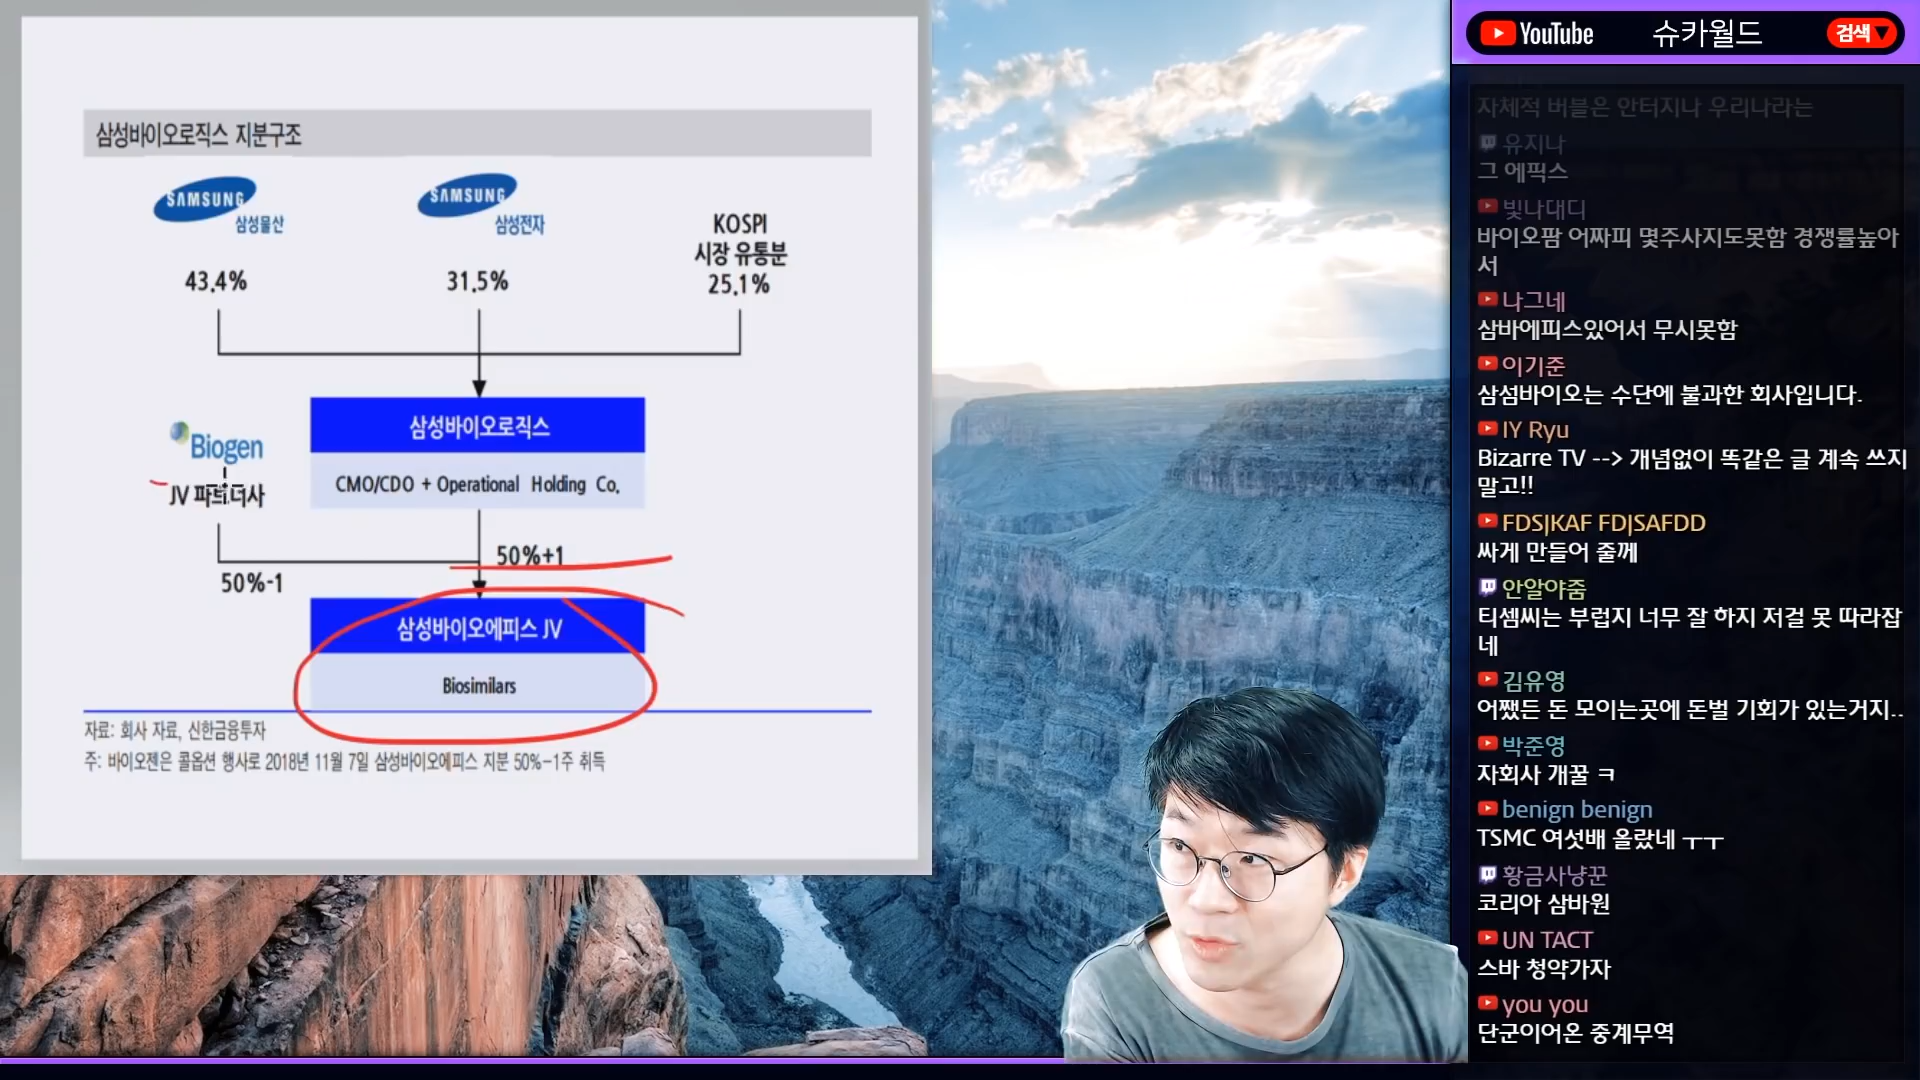 삼성바이오로직스 지분구조
SAMSUNG
삼성물산
SAMSUNG
삼성전자
KOSPI
시장 유통분
43.4%
31.5%
25.1%
삼성바이오로직스
CMO/CDO + Operational Holding Co.
Biogen
JV 파트너사
50%+1
50%-1
삼성바이오에피스 JV
Biosimilars
자료: 회사 자료, 신한금융투자
주: 바이오젠은 콜옵션 행사로 2018년 11월 7일 삼성바이오에피스 지분 50%-1주 취득
YouTube 슈카월드 검색▼
자체적 버블은 안터지나 우리나라는
유지나
그 에픽스
빛나대디
바이오팜 어짜피 몇주사지도못함 경쟁률높아
서
나그네
삼바에피스있어서 무시못함
이기준
삼섬바이오는 수단에 불과한 회사입니다.
IY Ryu
Bizarre TV --> 개념없이 똑같은 글 계속 쓰지
말고!!
FDS|KAF FD|SAFDD
싸게 만들어 줄께
안알야줌
티셈씨는 부럽지 너무 잘 하지 저걸 못 따라잡
네
김유영
어쨌든 돈 모이는곳에 돈벌 기회가 있는거지..
박준영
자회사 개꿀 ㅋ
benign benign
TSMC 여섯배 올랐네 ㅜㅜ
황금사냥꾼
코리아 삼바원
UN TACT
스바 청약가자
you you
단군이어온 중계무역